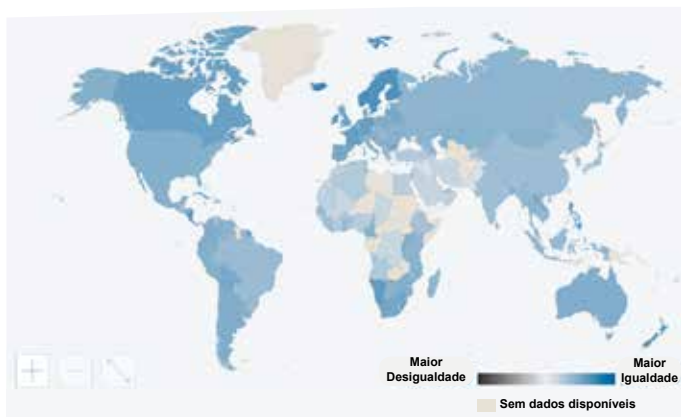 Maior
Desigualdade
Maior
Igualdade
Sem dados disponíveis